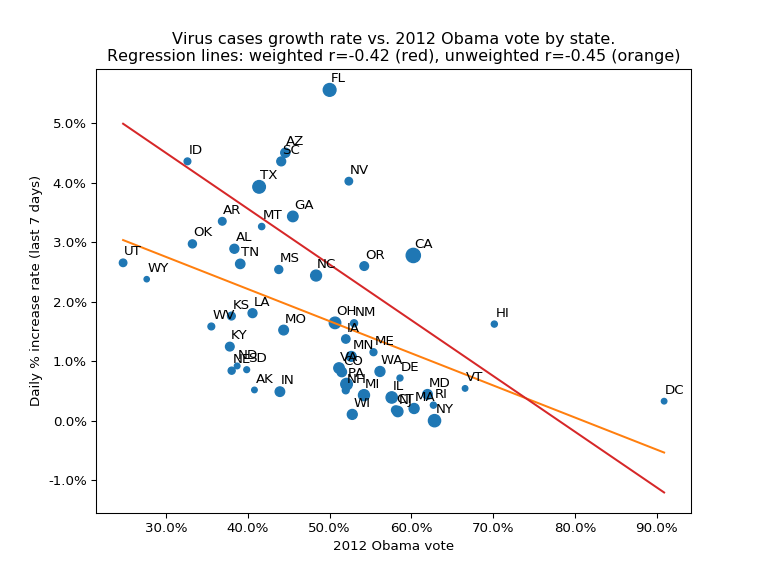 Virus cases growth rate vs. 2012 Obama vote by state.
Regression lines: weighted r=-0.42 (red), unweighted r=-0.45 (orange)
FL
AZ
SC
ID
NV
TX
GA
AR
MT
OK
AL
TN
UT
WY
MS
NC
OR
CA
KS
LA
WV
MO
OH
NM
HI
IA
KY
MN
ME
ND
NE
SD
VA
CO
WA
PA
NH
DE
AK
IN
MI
IL
MD
RI
VT
WI
CT
NJ
MA
NY
DC
5.0%
4.0%
3.0%
2.0%
1.0%
0.0%
-1.0%
Daily % increase rate (last 7 days)
30.0%
40.0%
50.0%
60.0%
70.0%
80.0%
90.0%
2012 Obama vote